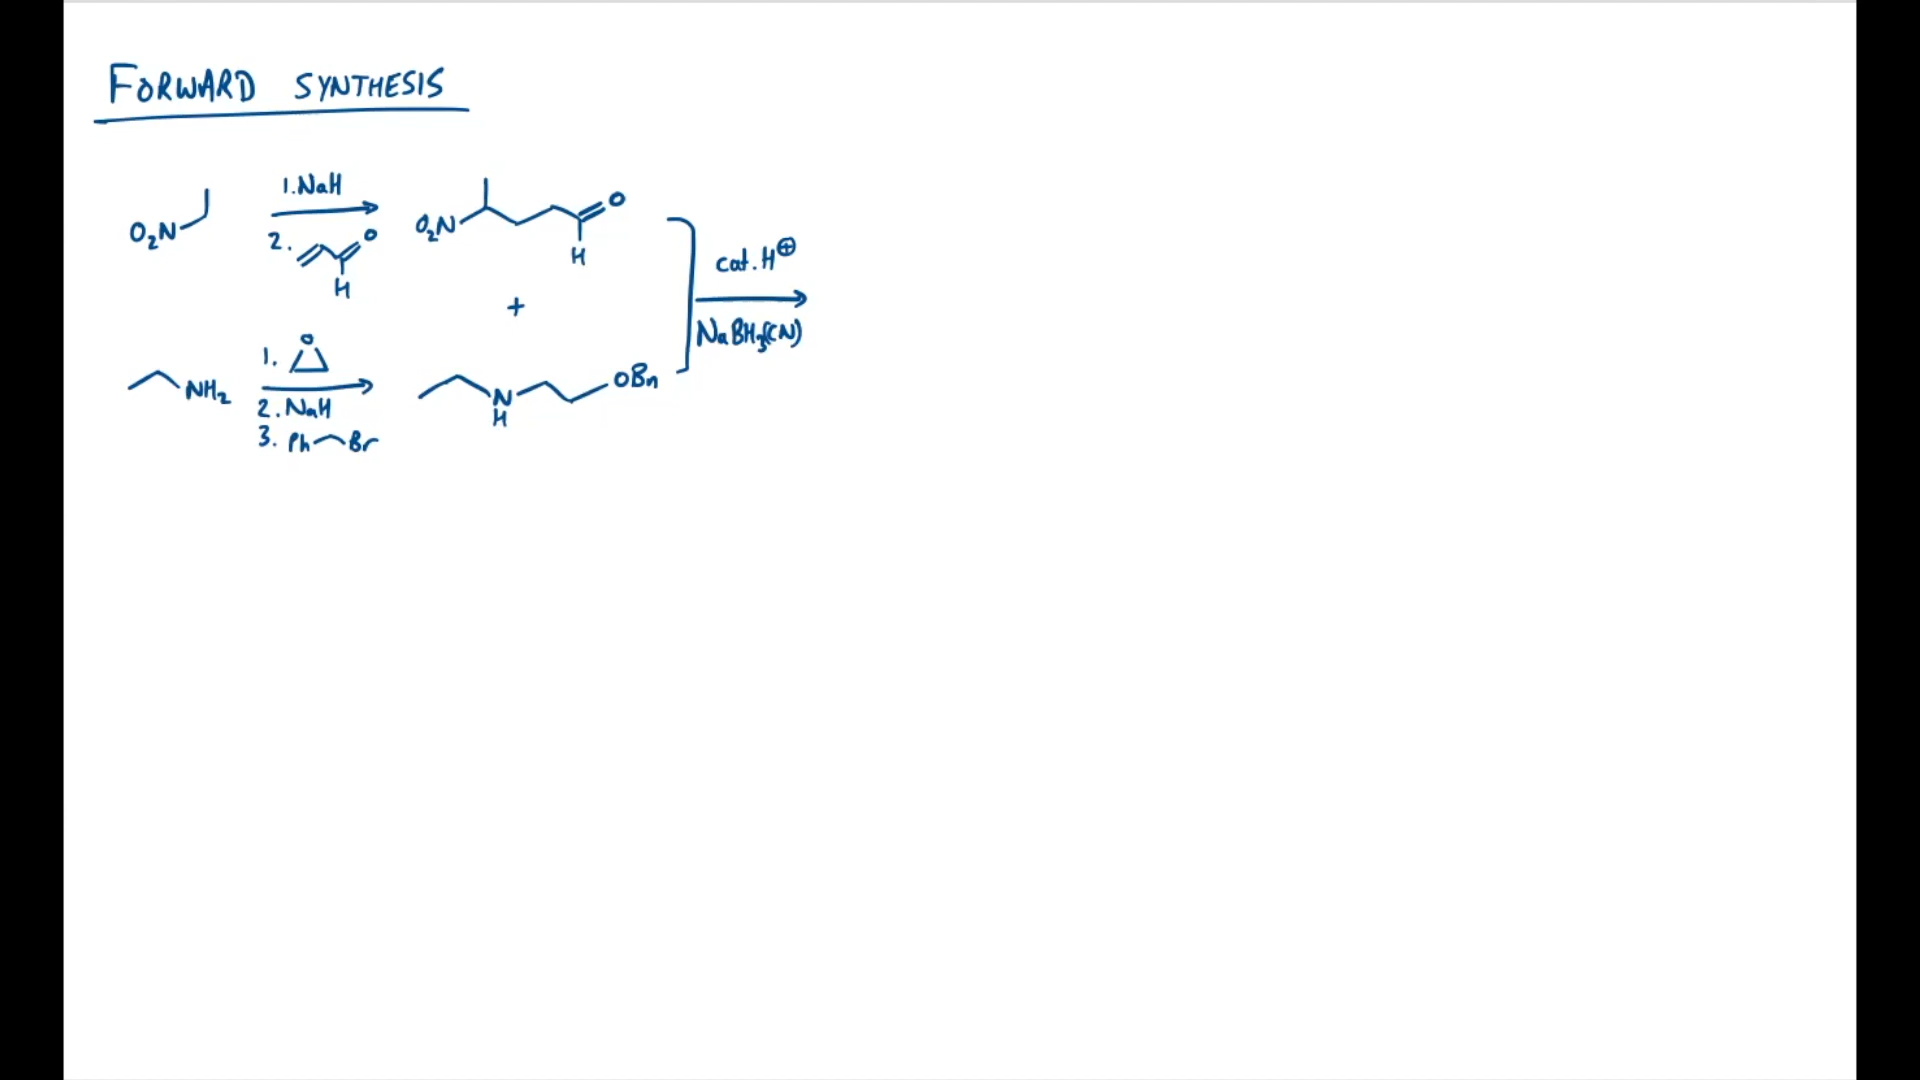 FORWARD SYNTHESIS
O₂N
1. NaH
2.
O
H
O₂N
O
H
+
cat. H⊕
NaBH₃(CN)
NH₂
1.
O
2. NaH
3. Ph Br
N
H
OBn